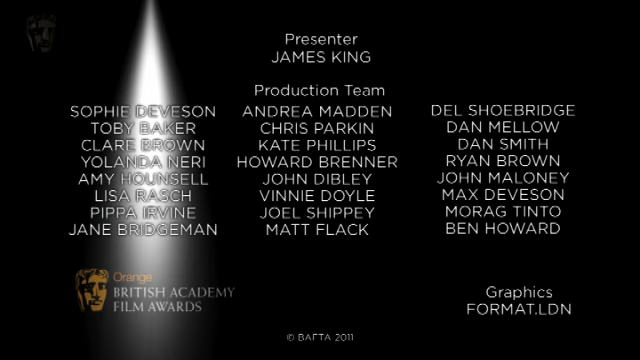 Presenter
JAMES KING
Production Team
SOPHIE DEVESON ANDREA MADDEN DEL SHOEBRIDGE
TOBY BAKER CHRIS PARKIN DAN MELLOW
CLARE BROWN KATE PHILLIPS DAN SMITH
YOLANDA NERI HOWARD BRENNER RYAN BROWN
AMY HOUNSELL JOHN DIBLEY JOHN MALONEY
LISA RASCH VINNIE DOYLE MAX DEVESON
PIPPA IRVINE JOEL SHIPPEY MORAG TINTO
JANE BRIDGEMAN MATT FLACK BEN HOWARD
Orange
BRITISH ACADEMY
FILM AWARDS
Graphics
FORMAT.LDN
© BAFTA 2011